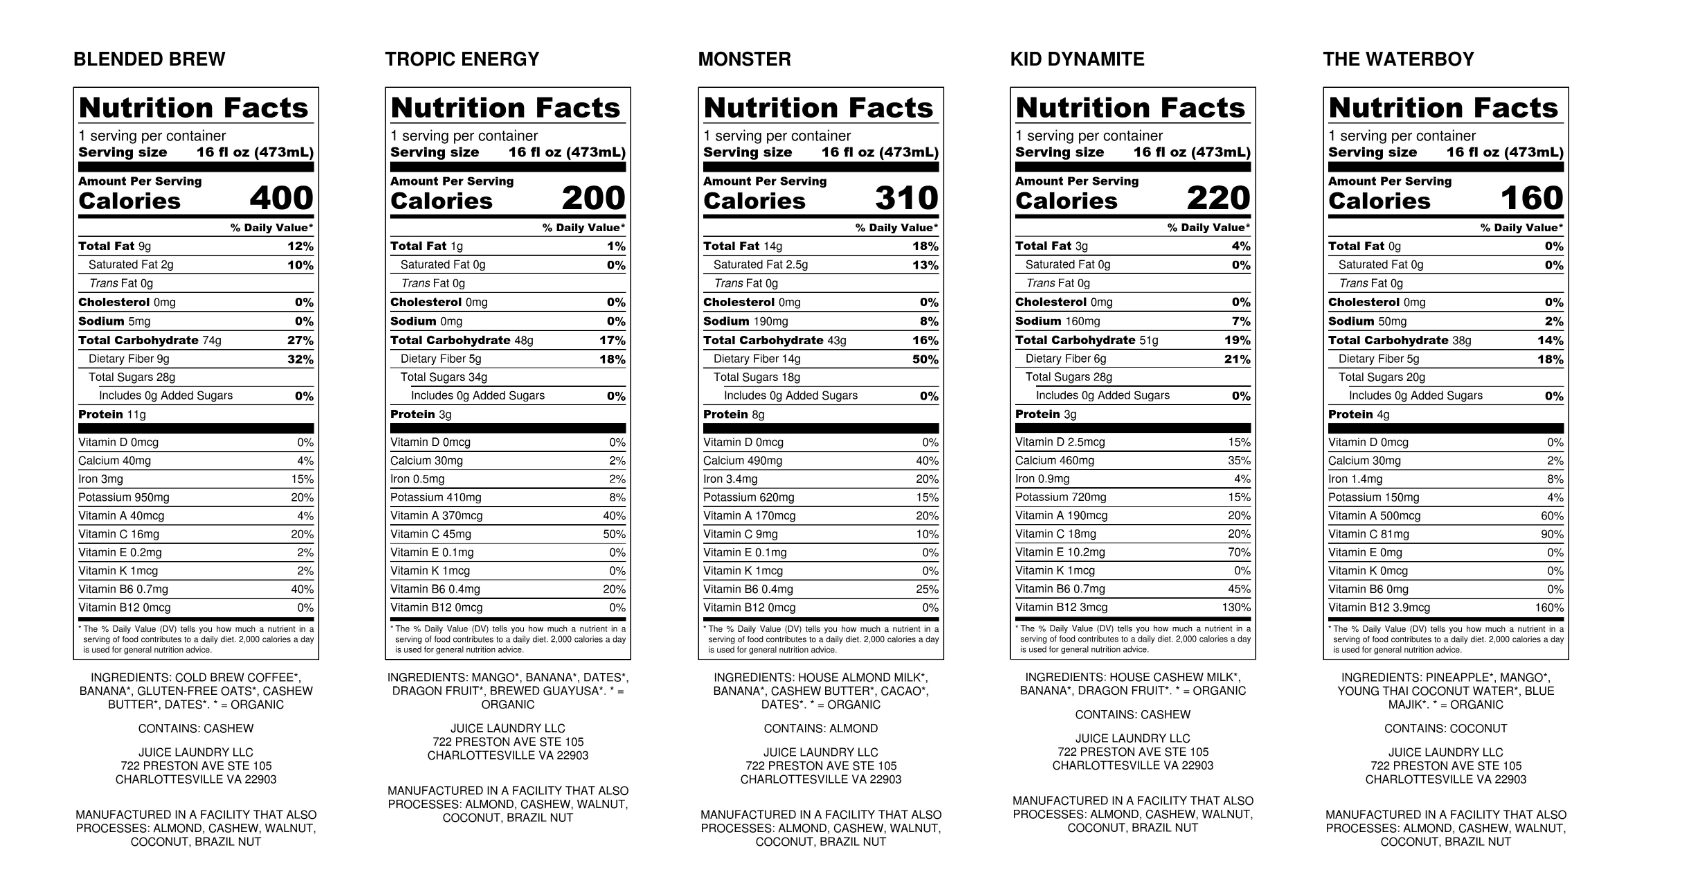 BLENDED BREW
Nutrition Facts
1 serving per container
Serving size 16 fl oz (473mL)
Amount Per Serving
Calories 400
% Daily Value*
Total Fat 9g 12%
Saturated Fat 2g 10%
Trans Fat 0g
Cholesterol 0mg 0%
Sodium 5mg 0%
Total Carbohydrate 74g 27%
Dietary Fiber 9g 32%
Total Sugars 28g
Includes 0g Added Sugars 0%
Protein 11g
Vitamin D 0mcg 0%
Calcium 40mg 4%
Iron 3mg 15%
Potassium 950mg 20%
Vitamin A 40mcg 4%
Vitamin C 16mg 20%
Vitamin E 0.2mg 2%
Vitamin K 1mcg 2%
Vitamin B6 0.7mg 40%
Vitamin B12 0mcg 0%
* The % Daily Value (DV) tells you how much a nutrient in a
serving of food contributes to a daily diet. 2,000 calories a day
is used for general nutrition advice.
INGREDIENTS: COLD BREW COFFEE*,
BANANA*, GLUTEN-FREE OATS*, CASHEW
BUTTER*, DATES*. * = ORGANIC
CONTAINS: CASHEW
JUICE LAUNDRY LLC
722 PRESTON AVE STE 105
CHARLOTTESVILLE VA 22903
MANUFACTURED IN A FACILITY THAT ALSO
PROCESSES: ALMOND, CASHEW, WALNUT,
COCONUT, BRAZIL NUT
TROPIC ENERGY
Nutrition Facts
1 serving per container
Serving size 16 fl oz (473mL)
Amount Per Serving
Calories 200
% Daily Value*
Total Fat 1g 1%
Saturated Fat 0g 0%
Trans Fat 0g
Cholesterol 0mg 0%
Sodium 0mg 0%
Total Carbohydrate 48g 17%
Dietary Fiber 5g 18%
Total Sugars 34g
Includes 0g Added Sugars 0%
Protein 3g
Vitamin D 0mcg 0%
Calcium 30mg 2%
Iron 0.5mg 2%
Potassium 410mg 8%
Vitamin A 370mcg 40%
Vitamin C 45mg 50%
Vitamin E 0.1mg 0%
Vitamin K 1mcg 0%
Vitamin B6 0.4mg 20%
Vitamin B12 0mcg 0%
* The % Daily Value (DV) tells you how much a nutrient in a
serving of food contributes to a daily diet. 2,000 calories a day
is used for general nutrition advice.
INGREDIENTS: MANGO*, BANANA*, DATES*,
DRAGON FRUIT*, BREWED GUAYUSA*. * =
ORGANIC
JUICE LAUNDRY LLC
722 PRESTON AVE STE 105
CHARLOTTESVILLE VA 22903
MANUFACTURED IN A FACILITY THAT ALSO
PROCESSES: ALMOND, CASHEW, WALNUT,
COCONUT, BRAZIL NUT
MONSTER
Nutrition Facts
1 serving per container
Serving size 16 fl oz (473mL)
Amount Per Serving
Calories 310
% Daily Value*
Total Fat 14g 18%
Saturated Fat 2.5g 13%
Trans Fat 0g
Cholesterol 0mg 0%
Sodium 190mg 8%
Total Carbohydrate 43g 16%
Dietary Fiber 14g 50%
Total Sugars 18g
Includes 0g Added Sugars 0%
Protein 8g
Vitamin D 0mcg 0%
Calcium 490mg 40%
Iron 3.4mg 20%
Potassium 620mg 15%
Vitamin A 170mcg 20%
Vitamin C 9mg 10%
Vitamin E 0.1mg 0%
Vitamin K 1mcg 0%
Vitamin B6 0.4mg 25%
Vitamin B12 0mcg 0%
* The % Daily Value (DV) tells you how much a nutrient in a
serving of food contributes to a daily diet. 2,000 calories a day
is used for general nutrition advice.
INGREDIENTS: HOUSE ALMOND MILK*,
BANANA*, CASHEW BUTTER*, CACAO*,
DATES*. * = ORGANIC
CONTAINS: ALMOND
JUICE LAUNDRY LLC
722 PRESTON AVE STE 105
CHARLOTTESVILLE VA 22903
MANUFACTURED IN A FACILITY THAT ALSO
PROCESSES: ALMOND, CASHEW, WALNUT,
COCONUT, BRAZIL NUT
KID DYNAMITE
Nutrition Facts
1 serving per container
Serving size 16 fl oz (473mL)
Amount Per Serving
Calories 220
% Daily Value*
Total Fat 3g 4%
Saturated Fat 0g 0%
Trans Fat 0g
Cholesterol 0mg 0%
Sodium 160mg 7%
Total Carbohydrate 51g 19%
Dietary Fiber 6g 21%
Total Sugars 28g
Includes 0g Added Sugars 0%
Protein 3g
Vitamin D 2.5mcg 15%
Calcium 460mg 35%
Iron 0.9mg 4%
Potassium 720mg 15%
Vitamin A 190mcg 20%
Vitamin C 18mg 20%
Vitamin E 10.2mg 70%
Vitamin K 1mcg 0%
Vitamin B6 0.7mg 45%
Vitamin B12 3mcg 130%
* The % Daily Value (DV) tells you how much a nutrient in a
serving of food contributes to a daily diet. 2,000 calories a day
is used for general nutrition advice.
INGREDIENTS: HOUSE CASHEW MILK*,
BANANA*, DRAGON FRUIT*. * = ORGANIC
CONTAINS: CASHEW
JUICE LAUNDRY LLC
722 PRESTON AVE STE 105
CHARLOTTESVILLE VA 22903
MANUFACTURED IN A FACILITY THAT ALSO
PROCESSES: ALMOND, CASHEW, WALNUT,
COCONUT, BRAZIL NUT
THE WATERBOY
Nutrition Facts
1 serving per container
Serving size 16 fl oz (473mL)
Amount Per Serving
Calories 160
% Daily Value*
Total Fat 0g 0%
Saturated Fat 0g 0%
Trans Fat 0g
Cholesterol 0mg 0%
Sodium 50mg 2%
Total Carbohydrate 38g 14%
Dietary Fiber 5g 18%
Total Sugars 20g
Includes 0g Added Sugars 0%
Protein 4g
Vitamin D 0mcg 0%
Calcium 30mg 2%
Iron 1.4mg 8%
Potassium 150mg 4%
Vitamin A 500mcg 60%
Vitamin C 81mg 90%
Vitamin E 0mg 0%
Vitamin K 0mcg 0%
Vitamin B6 0mg 0%
Vitamin B12 3.9mcg 160%
* The % Daily Value (DV) tells you how much a nutrient in a
serving of food contributes to a daily diet. 2,000 calories a day
is used for general nutrition advice.
INGREDIENTS: PINEAPPLE*, MANGO*,
YOUNG THAI COCONUT WATER*, BLUE
MAJIK*. * = ORGANIC
CONTAINS: COCONUT
JUICE LAUNDRY LLC
722 PRESTON AVE STE 105
CHARLOTTESVILLE VA 22903
MANUFACTURED IN A FACILITY THAT ALSO
PROCESSES: ALMOND, CASHEW, WALNUT,
COCONUT, BRAZIL NUT